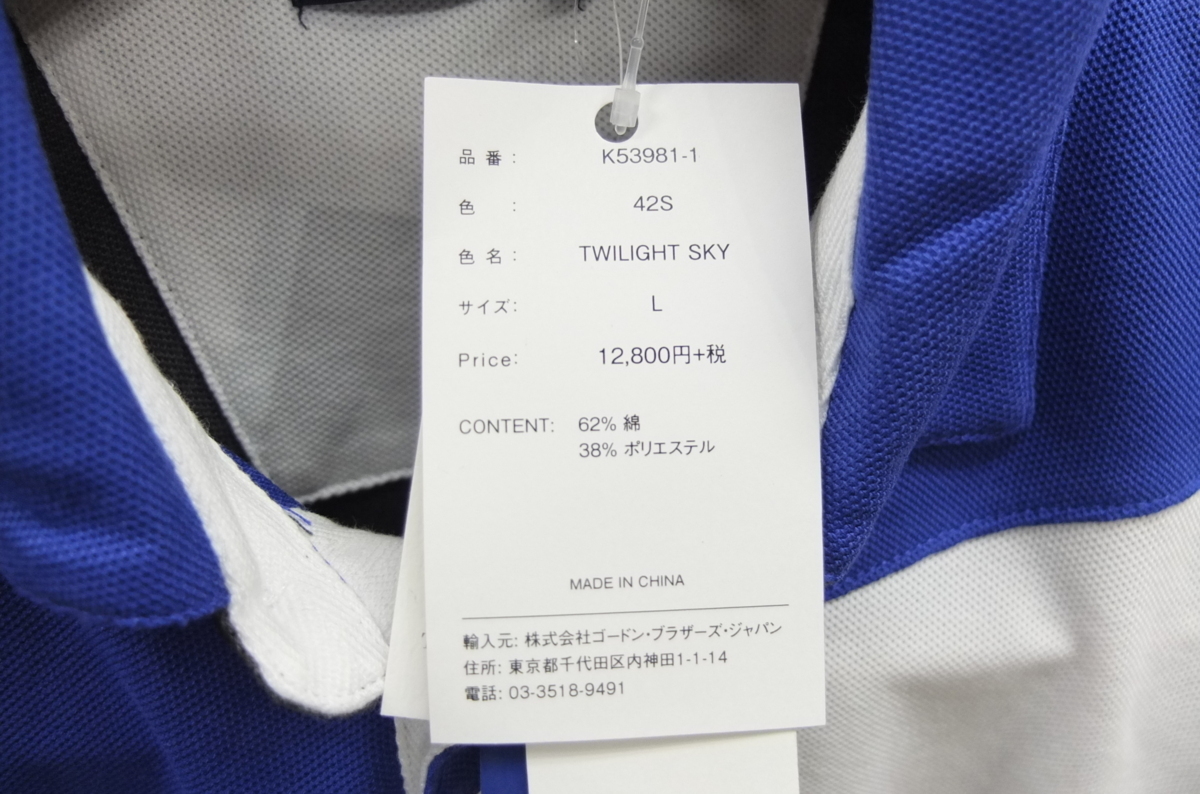 品番: K53981-1
色: 42S
色名: TWILIGHT SKY
サイズ: L
Price: 12,800円+税
CONTENT: 62% 綿
38% ポリエステル
MADE IN CHINA
輸入元: 株式会社ゴードン・ブラザーズ・ジャパン
住所: 東京都千代田区内神田1-1-14
電話: 03-3518-9491